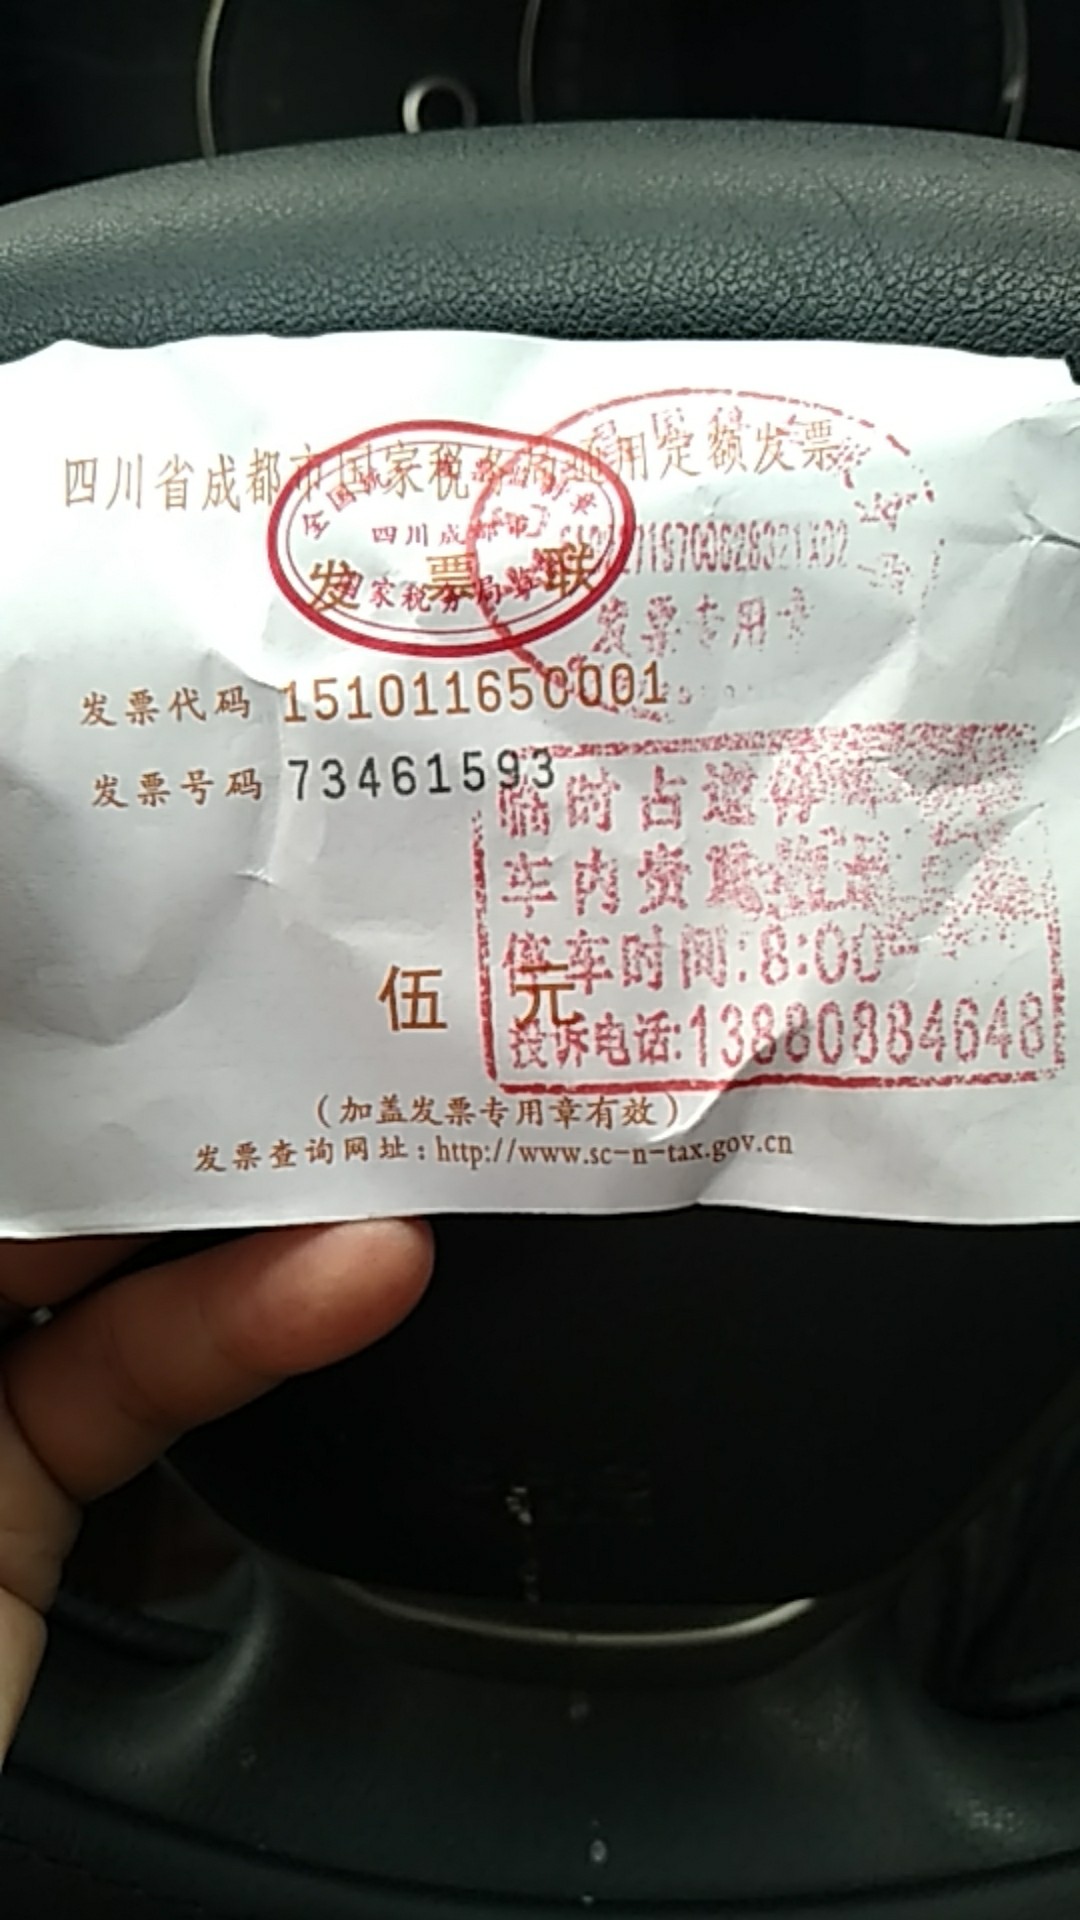 四川省成都市国家税务局通用定额发票
四川成都市
国家税务局监制
发票联
发票专用章
发票代码 151011650001
发票号码 73461593
临时占道停
车内贵
停车时间:8:00
伍元
投诉电话:13880884648
(加盖发票专用章有效)
发票查询网址:http://www.sc-n-tax.gov.cn